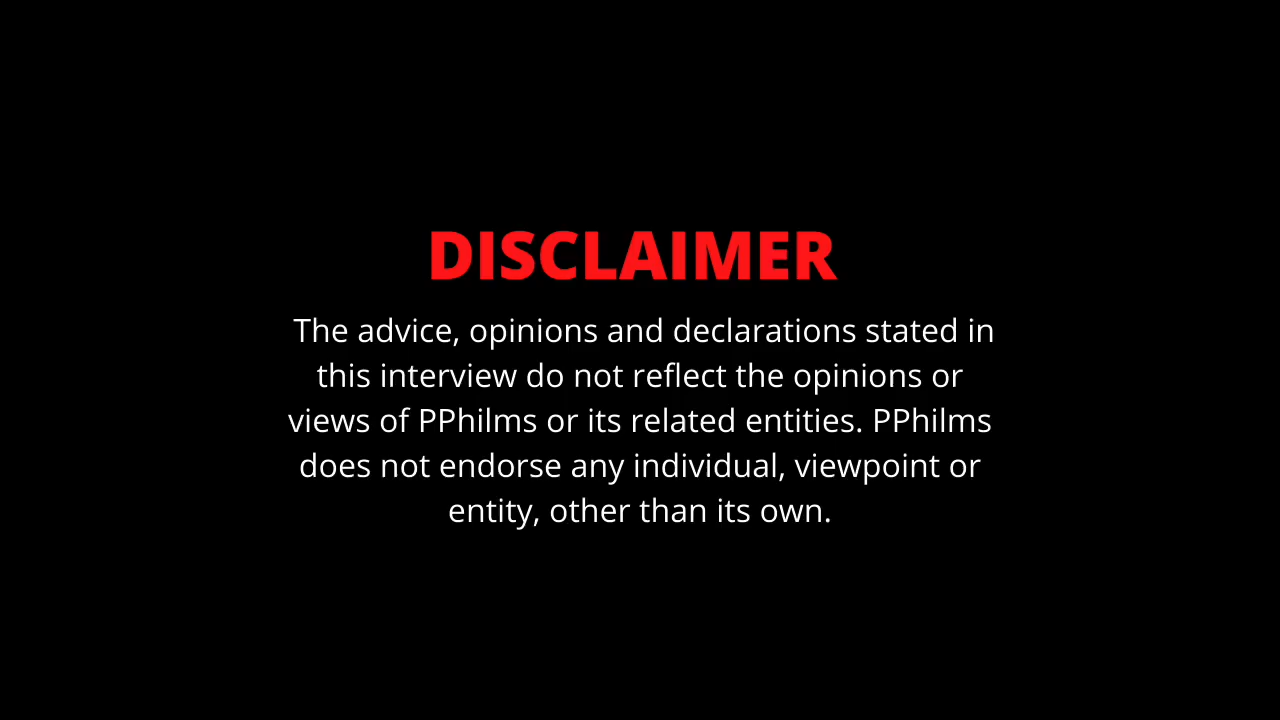 DISCLAIMER
The advice, opinions and declarations stated in
this interview do not reflect the opinions or
views of PPhilms or its related entities. PPhilms
does not endorse any individual, viewpoint or
entity, other than its own.